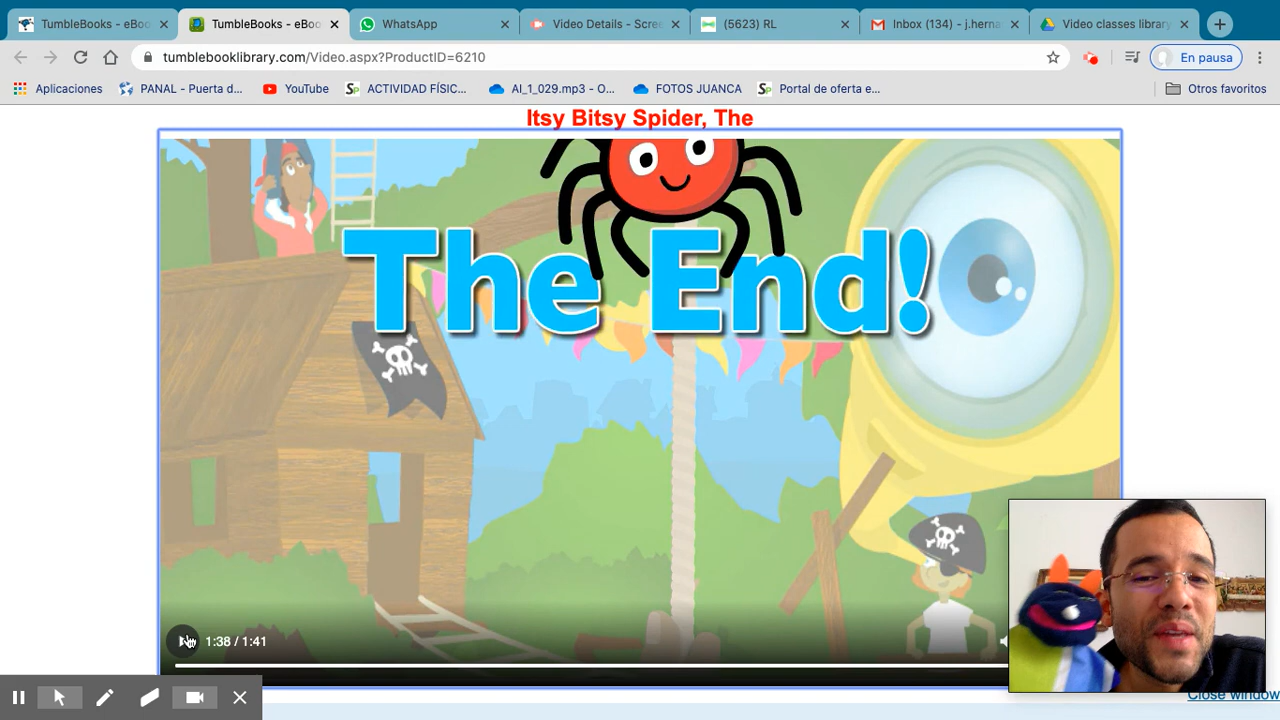 TumbleBooks - eBoo
TumbleBooks - eBoo
WhatsApp
Video Details - Scree
(5623) RL
Inbox (134) - j.herna
Video classes library
tumblebooklibrary.com/Video.aspx?ProductID=6210
En pausa
Aplicaciones
PANAL - Puerta d...
YouTube
ACTIVIDAD FÍSIC...
AI_1_029.mp3 - O...
FOTOS JUANCA
Portal de oferta e...
Otros favoritos
Itsy Bitsy Spider, The
The End!
1:38 / 1:41
Close window